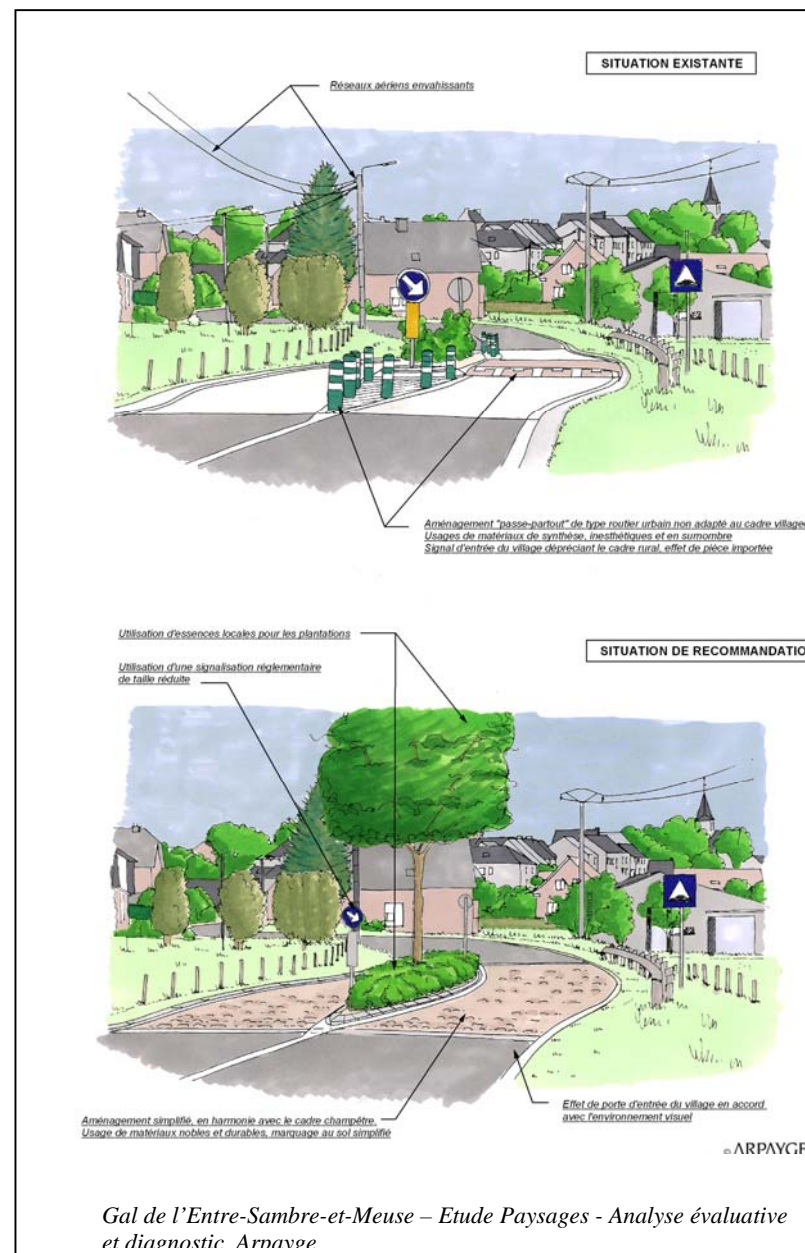 SITUATION EXISTANTE
Réseaux aériens envahissants
Aménagement "passe-partout" de type routier urbain non adapté au cadre villageo
Usages de matériaux de synthèse, inesthétiques et en surnombre
Signal d'entrée du village dépréciant le cadre rural, effet de pièce importée
Utilisation d'essences locales pour les plantations
SITUATION DE RECOMMANDATIO
Utilisation d'une signalisation réglementaire
de taille réduite
Aménagement simplifié, en harmonie avec le cadre champêtre.
Usage de matériaux nobles et durables, marquage au sol simplifié
Effet de porte d'entrée du village en accord
avec l'environnement visuel
© ARPAYGE
Gal de l'Entre-Sambre-et-Meuse – Etude Paysages - Analyse évaluative
et diagnostic Arpayge